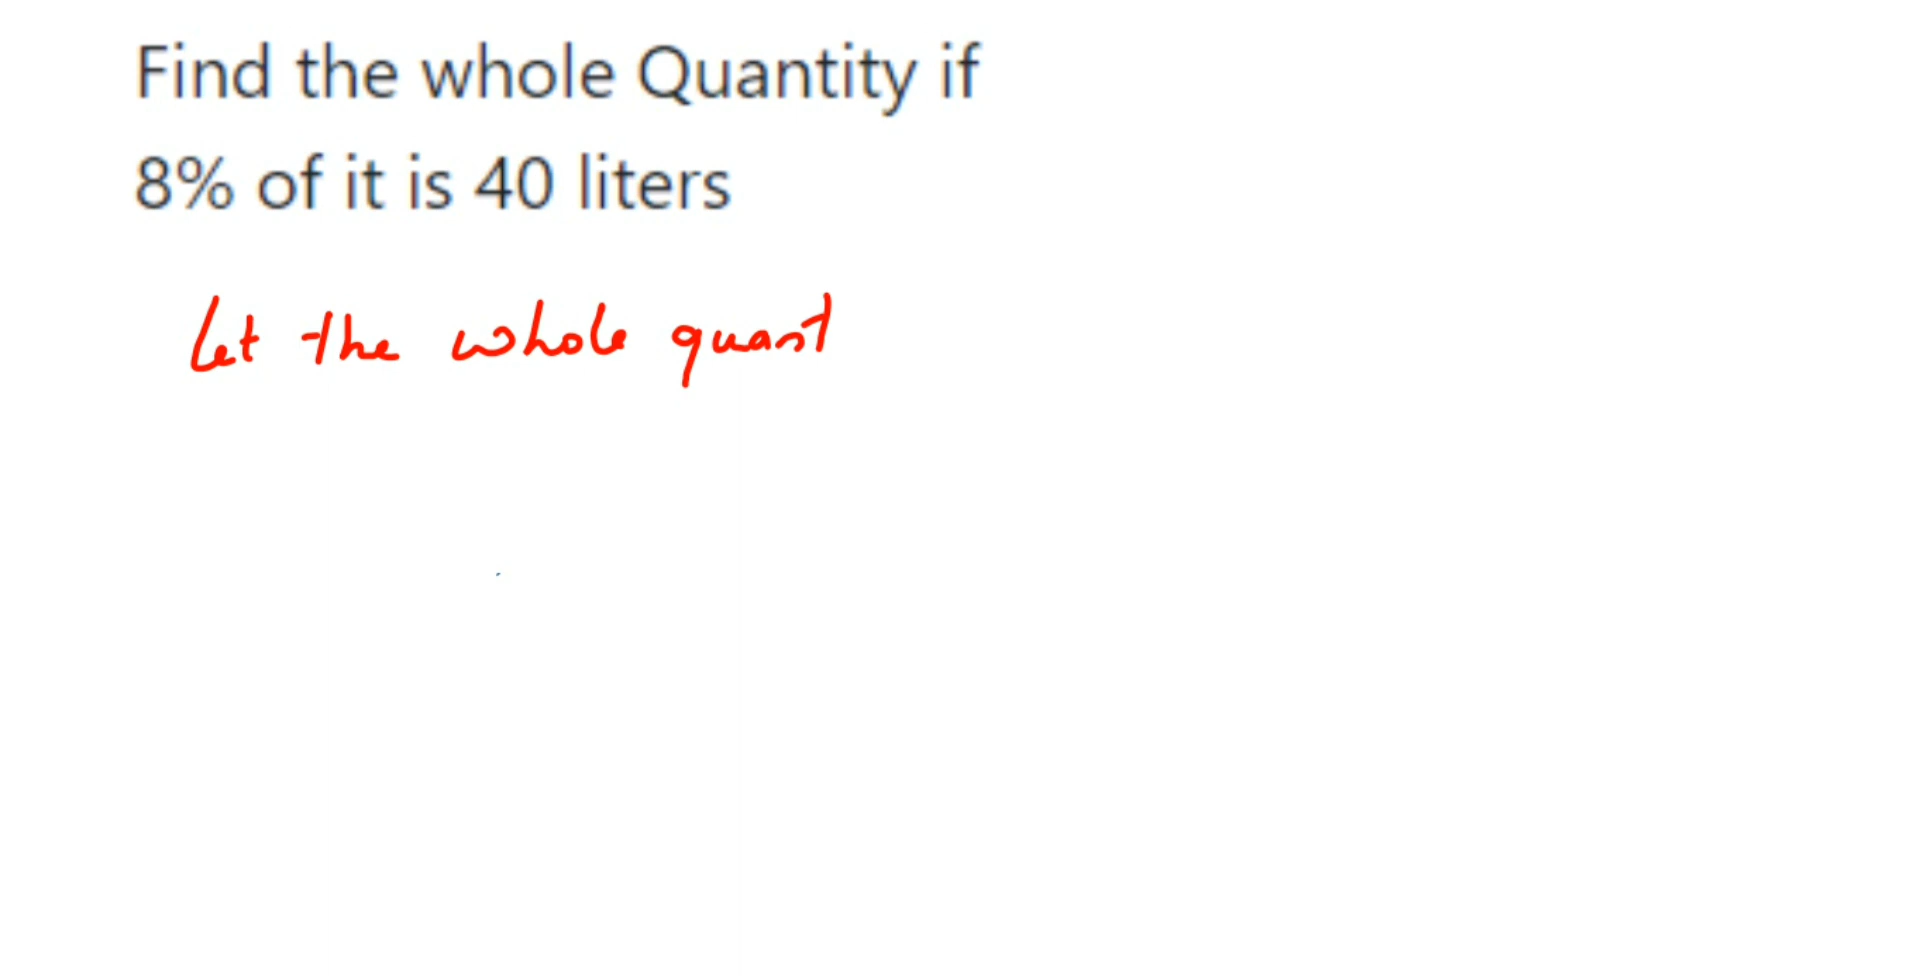 Find the whole Quantity if
8% of it is 40 liters
Let the whole quant